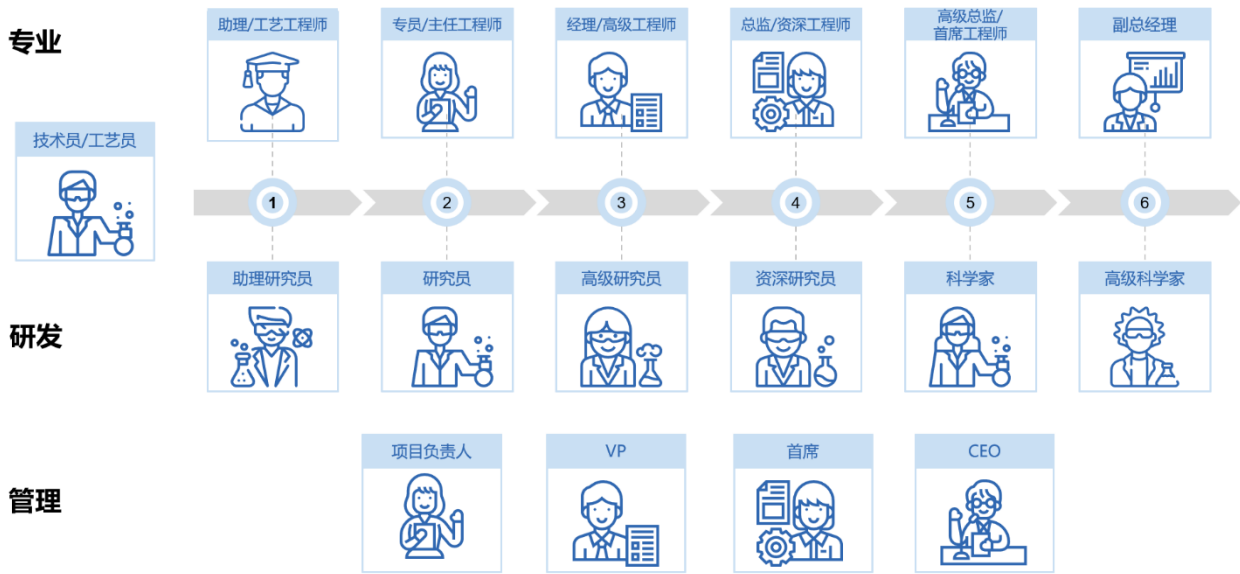 专业
助理/工艺工程师
专员/主任工程师
经理/高级工程师
总监/资深工程师
高级总监/
首席工程师
副总经理
技术员/工艺员
1
2
3
4
5
6
研发
助理研究员
研究员
高级研究员
资深研究员
科学家
高级科学家
管理
项目负责人
VP
首席
CEO